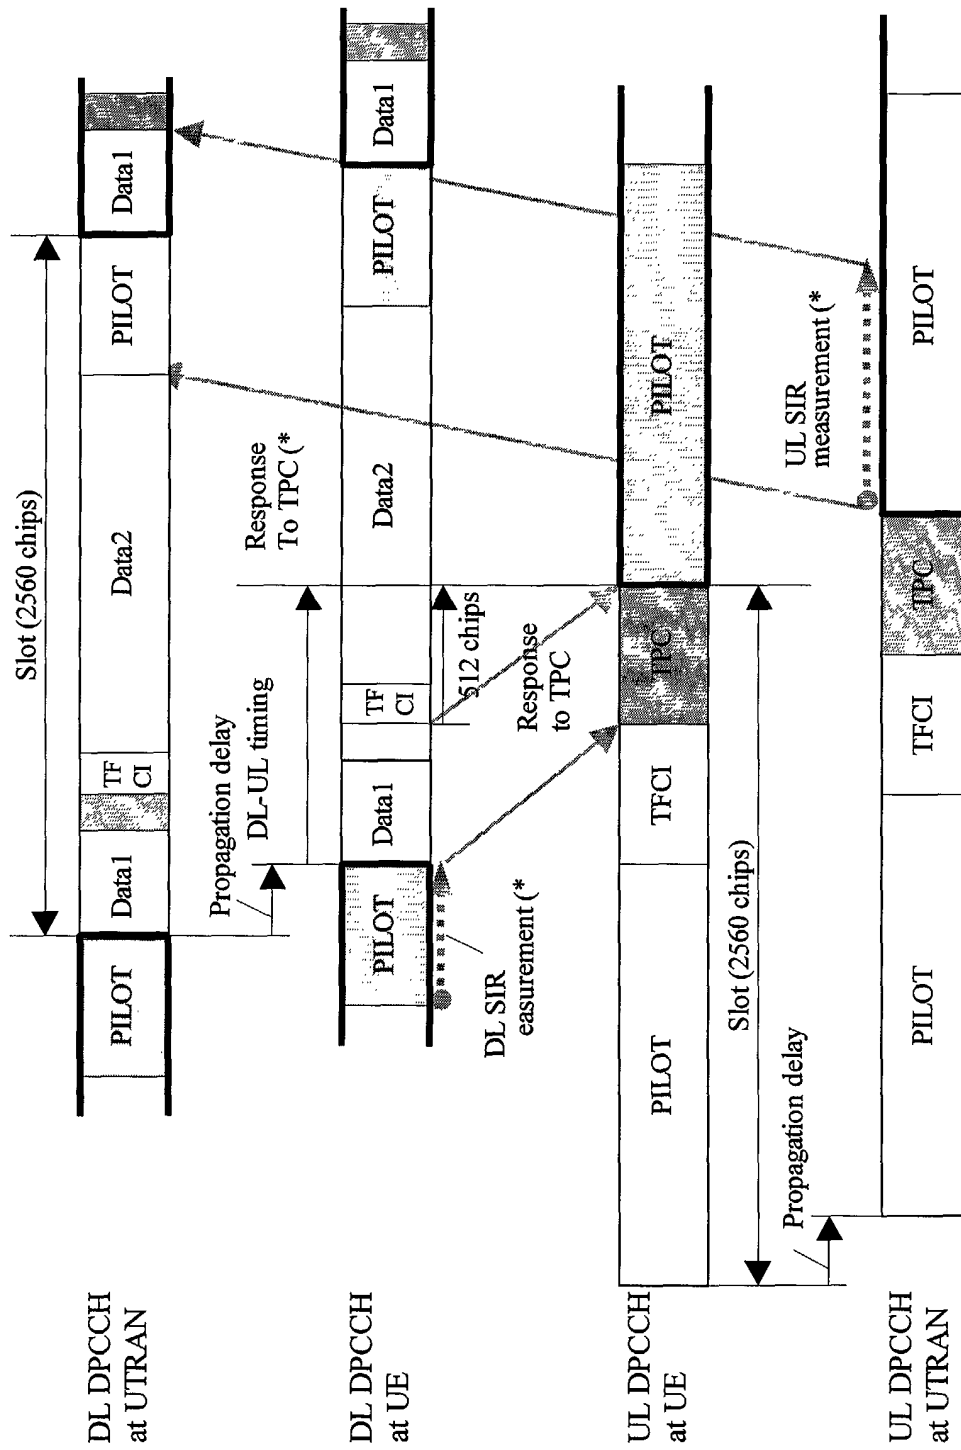 Slot (2560 chips)
DL DPCCH
at UTRAN
PILOT
Data1
TF
CI
Data2
PILOT
Data1
Propagation delay
DL-UL timing
Response
To TPC (*
DL DPCCH
at UE
PILOT
Data1
TF
CI
Data2
PILOT
Data1
512 chips
DL SIR
easurement (*
Response
to TPC
UL DPCCH
at UE
PILOT
TFCI
TPC
PILOT
Slot (2560 chips)
Propagation delay
UL SIR
measurement (*
UL DPCCH
at UTRAN
PILOT
TFCI
TPC
PILOT